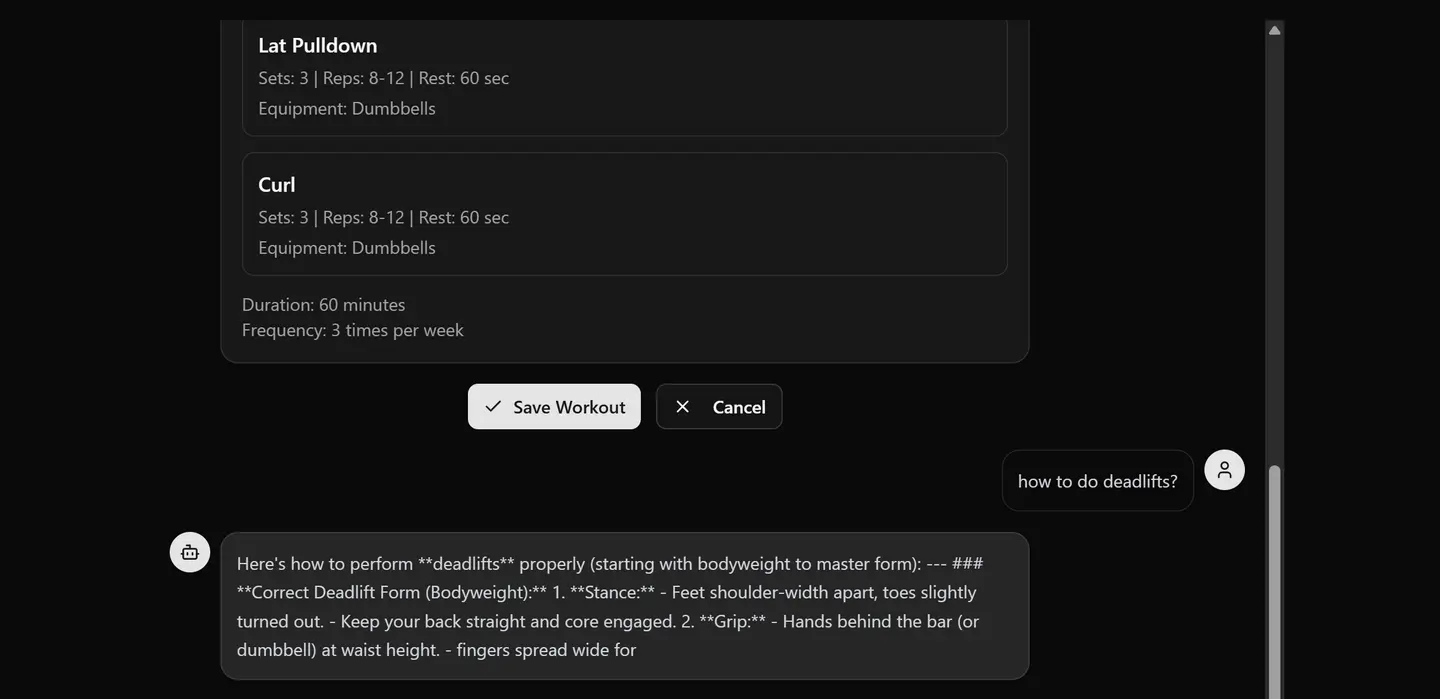 Lat Pulldown
Sets: 3 | Reps: 8-12 | Rest: 60 sec
Equipment: Dumbbells
Curl
Sets: 3 | Reps: 8-12 | Rest: 60 sec
Equipment: Dumbbells
Duration: 60 minutes
Frequency: 3 times per week
Save Workout
Cancel
how to do deadlifts?
Here's how to perform **deadlifts** properly (starting with bodyweight to master form): --- ###
**Correct Deadlift Form (Bodyweight):** 1. **Stance:** - Feet shoulder-width apart, toes slightly
turned out. - Keep your back straight and core engaged. 2. **Grip:** - Hands behind the bar (or
dumbbell) at waist height. - fingers spread wide for